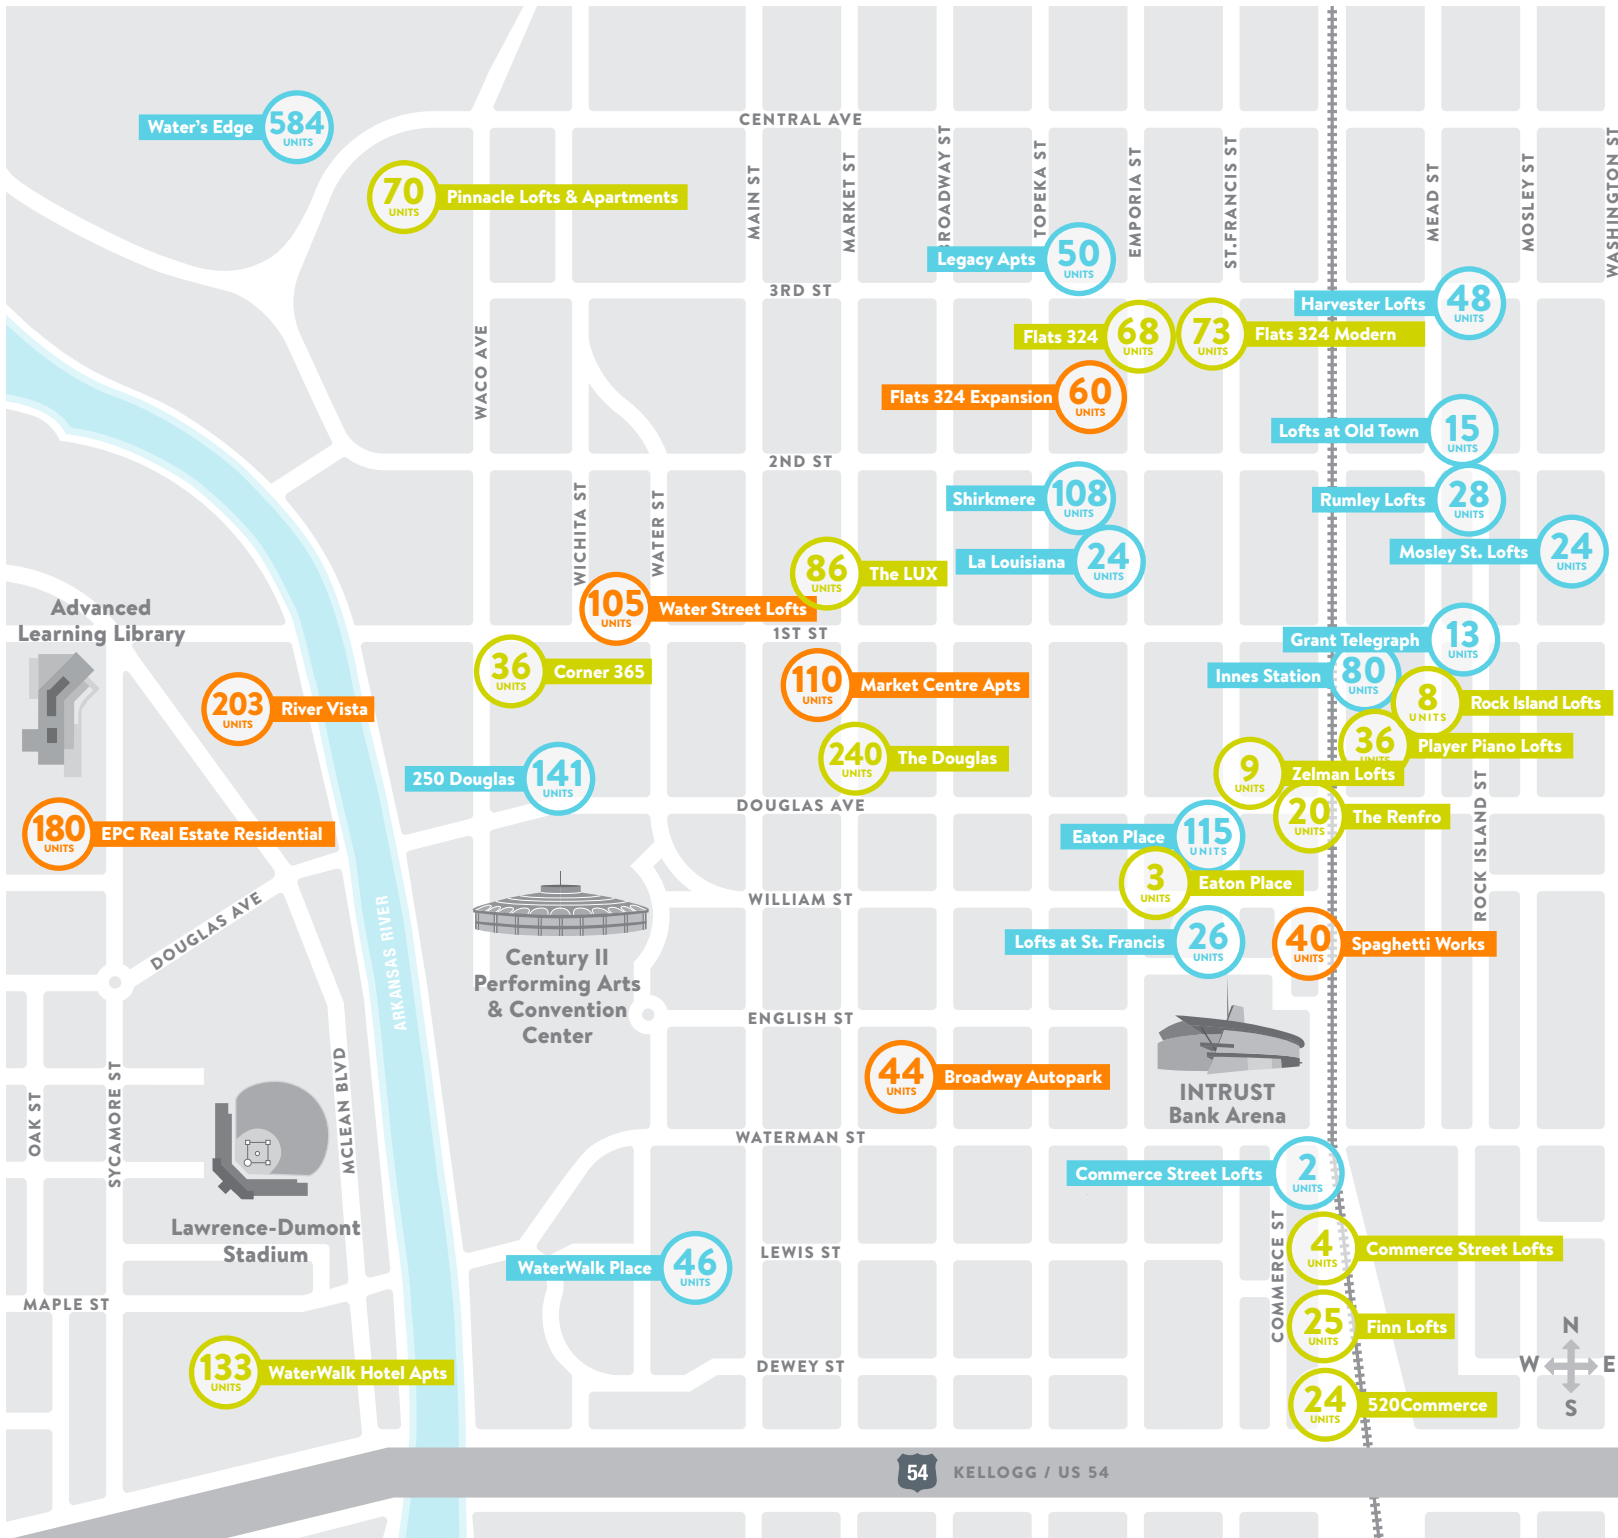 CENTRAL AVE
Water's Edge
584
UNITS
70
UNITS
Pinnacle Lofts & Apartments
MAIN ST
MARKET ST
BROADWAY ST
TOPEKA ST
EMPORIA ST
ST.FRANCIS ST
MEAD ST
MOSLEY ST
WASHINGTON ST
Legacy Apts
50
UNITS
3RD ST
Harvester Lofts
48
UNITS
Flats 324
68
UNITS
73
UNITS
Flats 324 Modern
WACO AVE
Flats 324 Expansion
60
UNITS
Lofts at Old Town
15
UNITS
2ND ST
WICHITA ST
WATER ST
Shirkmere
108
UNITS
Rumley Lofts
28
UNITS
Mosley St. Lofts
24
UNITS
La Louisiana
24
UNITS
86
UNITS
The LUX
105
UNITS
Water Street Lofts
Advanced
Learning Library
1ST ST
Grant Telegraph
13
UNITS
36
UNITS
Corner 365
Innes Station
80
UNITS
110
UNITS
Market Centre Apts
8
UNITS
Rock Island Lofts
203
UNITS
River Vista
36
UNITS
Player Piano Lofts
240
UNITS
The Douglas
9
UNITS
Zelman Lofts
250 Douglas
141
UNITS
DOUGLAS AVE
20
UNITS
The Renfro
180
UNITS
EPC Real Estate Residential
Eaton Place
115
UNITS
ROCK ISLAND ST
3
UNITS
Eaton Place
WILLIAM ST
DOUGLAS AVE
ARKANSAS RIVER
Lofts at St. Francis
26
UNITS
40
UNITS
Spaghetti Works
Century II
Performing Arts
& Convention
Center
ENGLISH ST
44
UNITS
Broadway Autopark
INTRUST
Bank Arena
OAK ST
SYCAMORE ST
MCLEAN BLVD
WATERMAN ST
Commerce Street Lofts
2
UNITS
Lawrence-Dumont
Stadium
COMMERCE ST
4
UNITS
Commerce Street Lofts
LEWIS ST
WaterWalk Place
46
UNITS
MAPLE ST
25
UNITS
Finn Lofts
N
W
E
S
DEWEY ST
133
UNITS
WaterWalk Hotel Apts
24
UNITS
520Commerce
54
KELLOGG / US 54